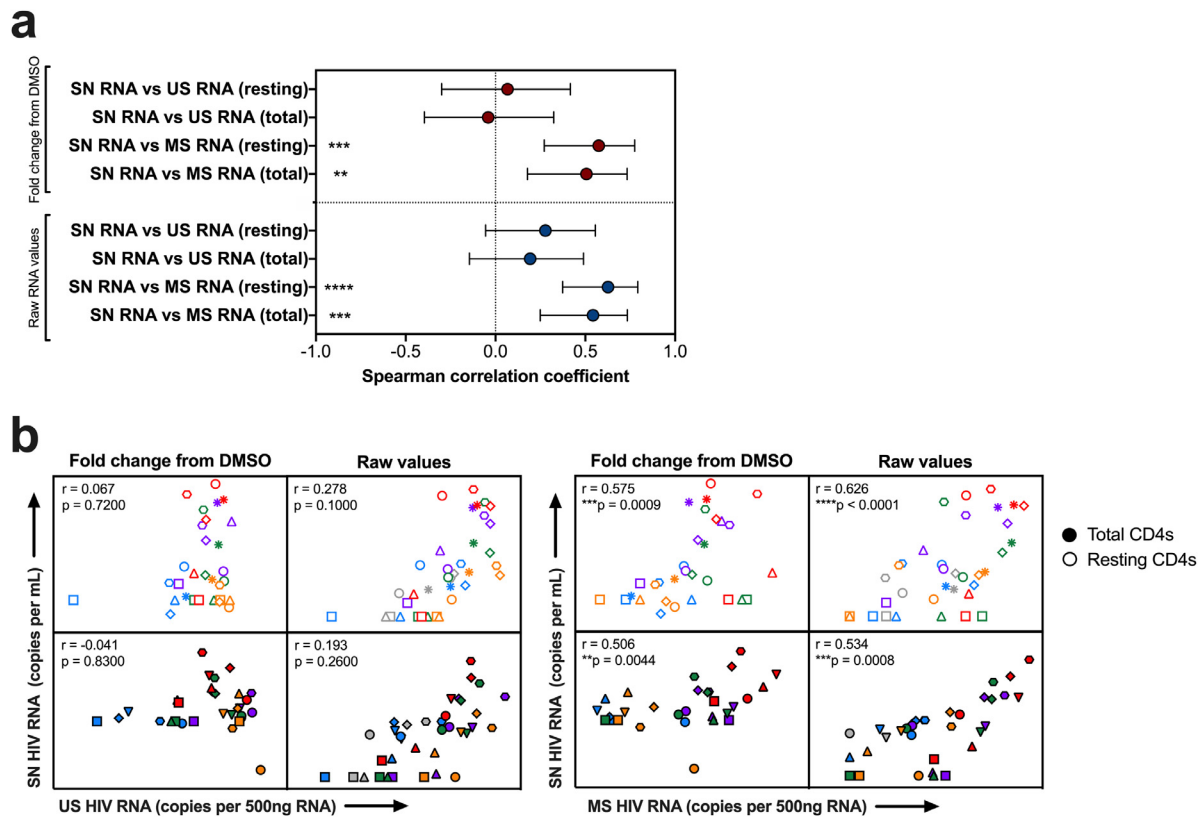 a
Fold change from DMSO
SN RNA vs US RNA (resting)
SN RNA vs US RNA (total)
SN RNA vs MS RNA (resting)
***
SN RNA vs MS RNA (total)
**
Raw RNA values
SN RNA vs US RNA (resting)
SN RNA vs US RNA (total)
SN RNA vs MS RNA (resting)
****
SN RNA vs MS RNA (total)
***
-1.0 -0.5 0.0 0.5 1.0
Spearman correlation coefficient
b
Fold change from DMSO
Raw values
SN HIV RNA (copies per mL)
r = 0.067
p = 0.7200
r = 0.278
p = 0.1000
r = -0.041
p = 0.8300
r = 0.193
p = 0.2600
US HIV RNA (copies per 500ng RNA)
Fold change from DMSO
Raw values
SN HIV RNA (copies per mL)
r = 0.575
***p = 0.0009
r = 0.626
****p < 0.0001
r = 0.506
**p = 0.0044
r = 0.534
***p = 0.0008
MS HIV RNA (copies per 500ng RNA)
Total CD4s
Resting CD4s